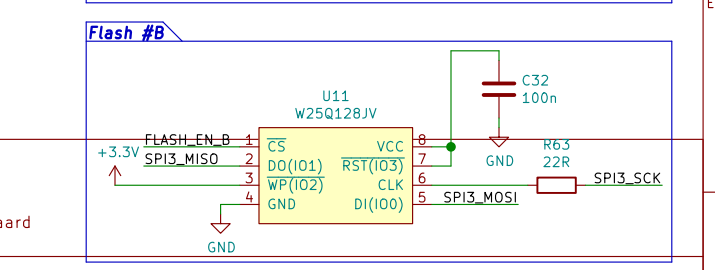 Flash #B
U11
W25Q128JV
C32
100n
GND
FLASH_EN_B 1 CS VCC 8
+3.3V
SPI3_MISO 2 DO(IO1) RST(IO3) 7
3 WP(IO2) CLK 6
R63
22R
SPI3_SCK
4 GND DI(IO0) 5 SPI3_MOSI
GND